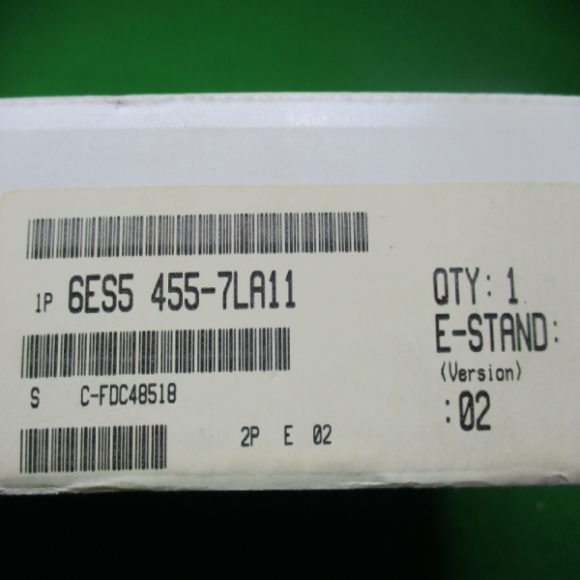 1P 6ES5 455-7LA11
S C-FDC48518
2P E 02
QTY: 1
E-STAND:
(Version)
:02